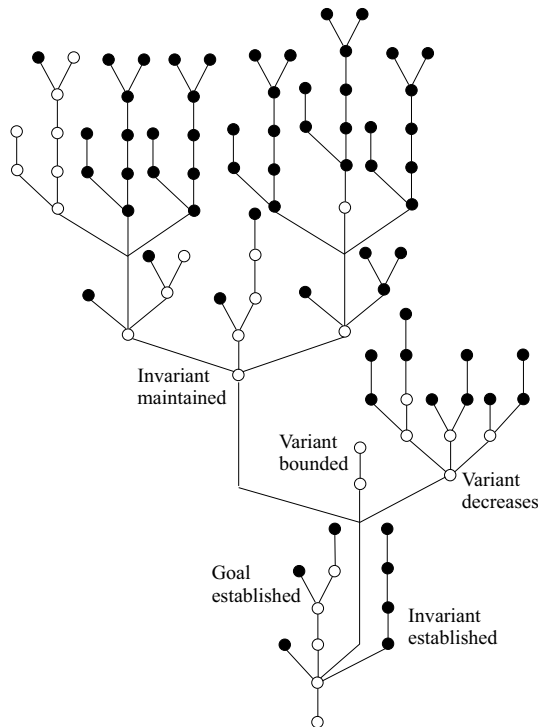 Invariant
maintained
Variant
bounded
Variant
decreases
Goal
established
Invariant
established